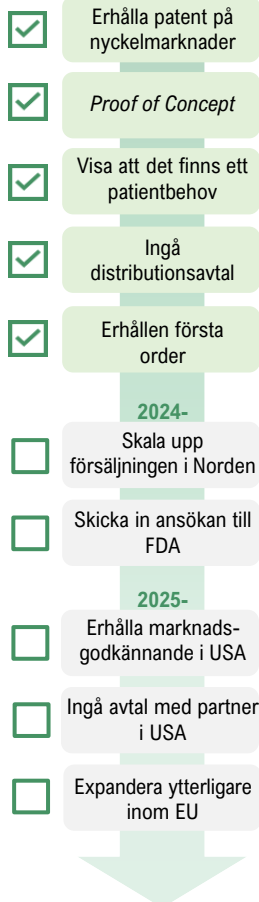 Erhålla patent på
nyckelmarknader
Proof of Concept
Visa att det finns ett
patientbehov
Ingå
distributionsavtal
Erhållen första
order
2024-
Skala upp
försäljningen i Norden
Skicka in ansökan till
FDA
2025-
Erhålla marknads-
godkännande i USA
Ingå avtal med partner
i USA
Expandera ytterligare
inom EU